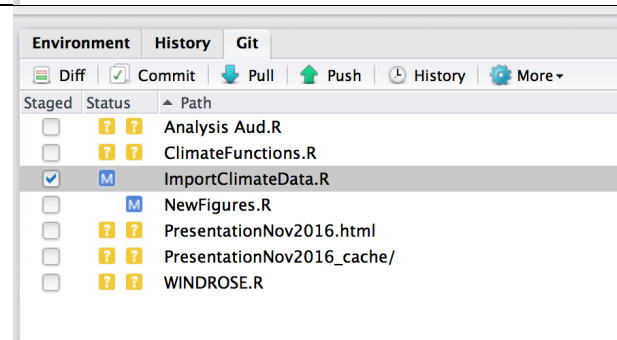 Environment History Git
Diff Commit Pull Push History More
Staged Status Path
? ? Analysis Aud.R
? ? ClimateFunctions.R
M ImportClimateData.R
M NewFigures.R
? ? PresentationNov2016.html
? ? PresentationNov2016_cache/
? ? WINDROSE.R